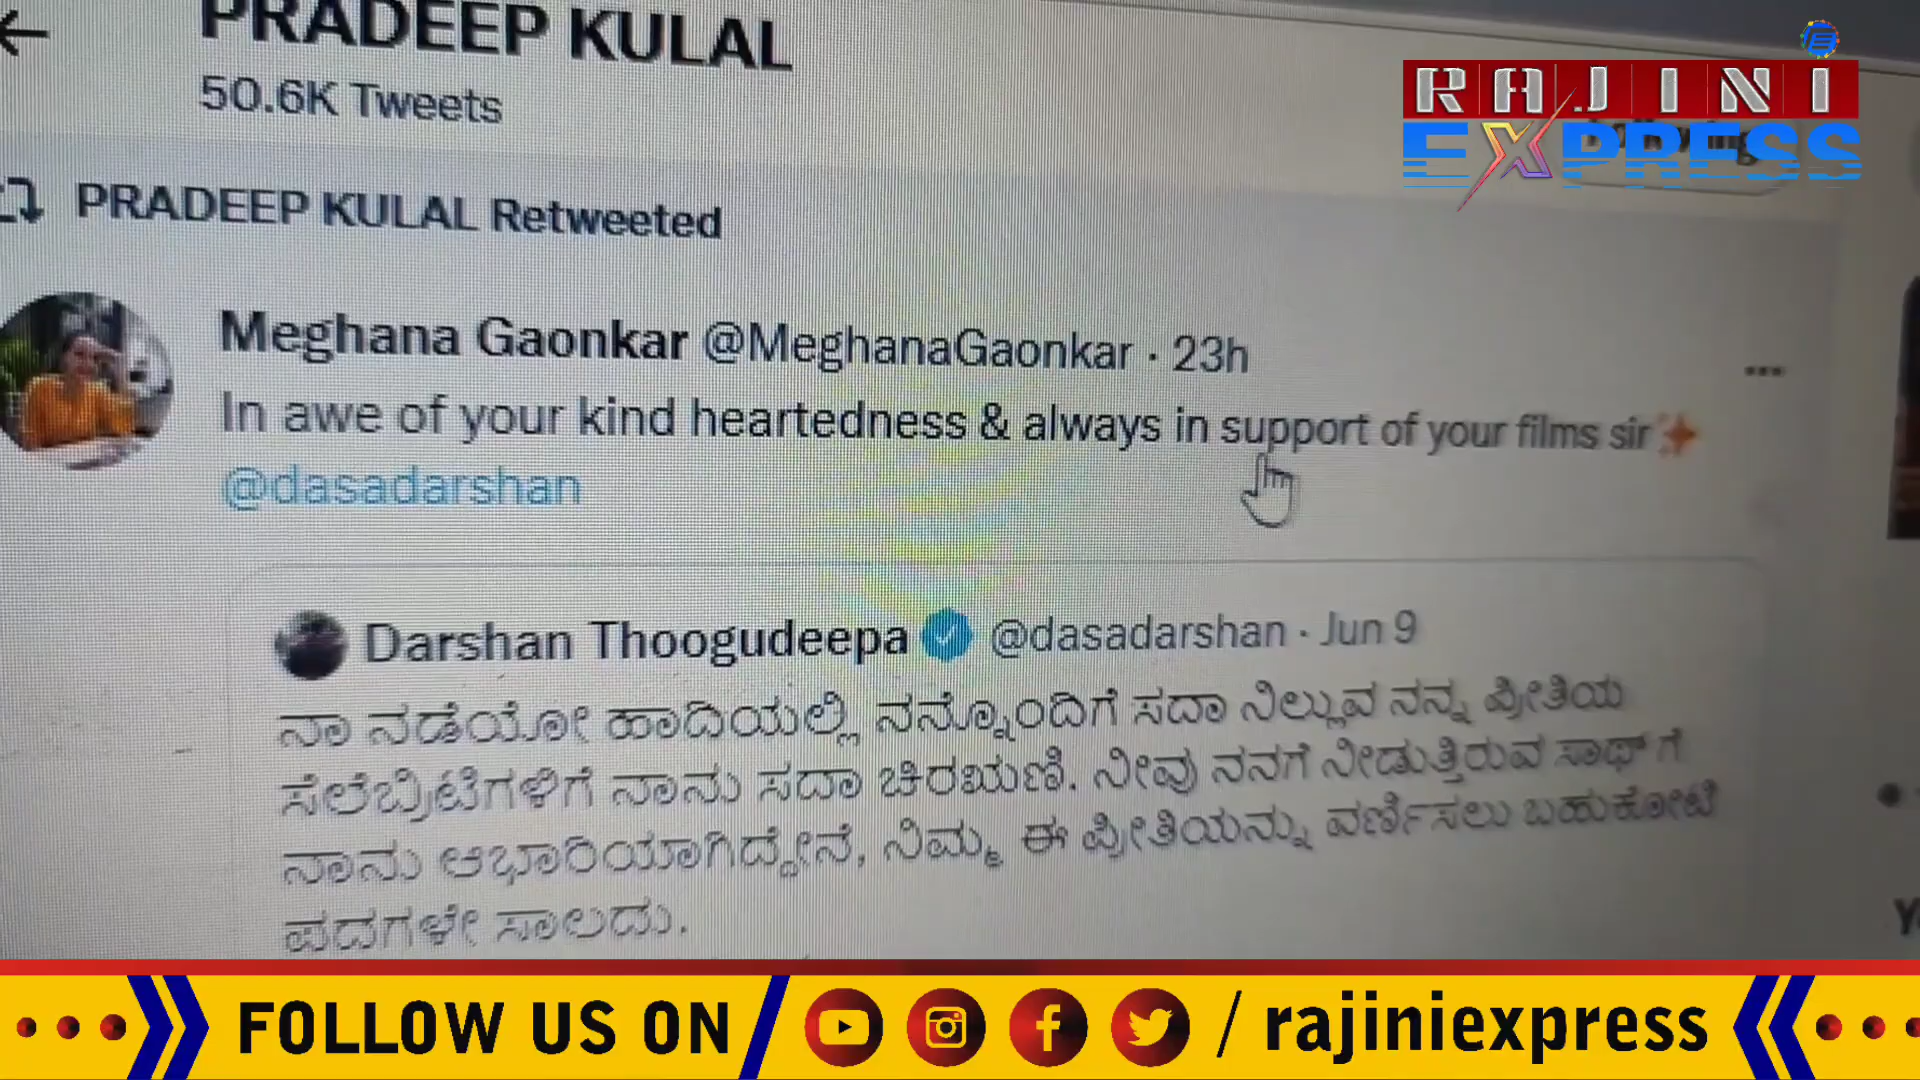 PRADEEP KULAL
50.6K Tweets
RAJINI
EXPRESS
PRADEEP KULAL Retweeted
Meghana Gaonkar @MeghanaGaonkar · 23h
In awe of your kind heartedness & always in support of your films sir
@dasadarshan
Darshan Thoogudeepa @dasadarshan · Jun 9
ನಾ ನಡೆಯೋ ಹಾದಿಯಲ್ಲಿ ನನ್ನೊಂದಿಗೆ ಸದಾ ನಿಲ್ಲುವ ನನ್ನ ಪ್ರೀತಿಯ
ಸೆಲೆಬ್ರಿಟಿಗಳಿಗೆ ನಾನು ಸದಾ ಚಿರಋಣಿ. ನೀವು ನನಗೆ ನೀಡುತ್ತಿರುವ ಸಾಥ್ ಗೆ
ನಾನು ಆಭಾರಿಯಾಗಿದ್ದೇನೆ, ನಿಮ್ಮ ಈ ಪ್ರೀತಿಯನ್ನು ವರ್ಣಿಸಲು ಬಹುಕೋಟಿ
ಪದಗಳೇ ಸಾಲದು.
FOLLOW US ON / / rajiniexpress